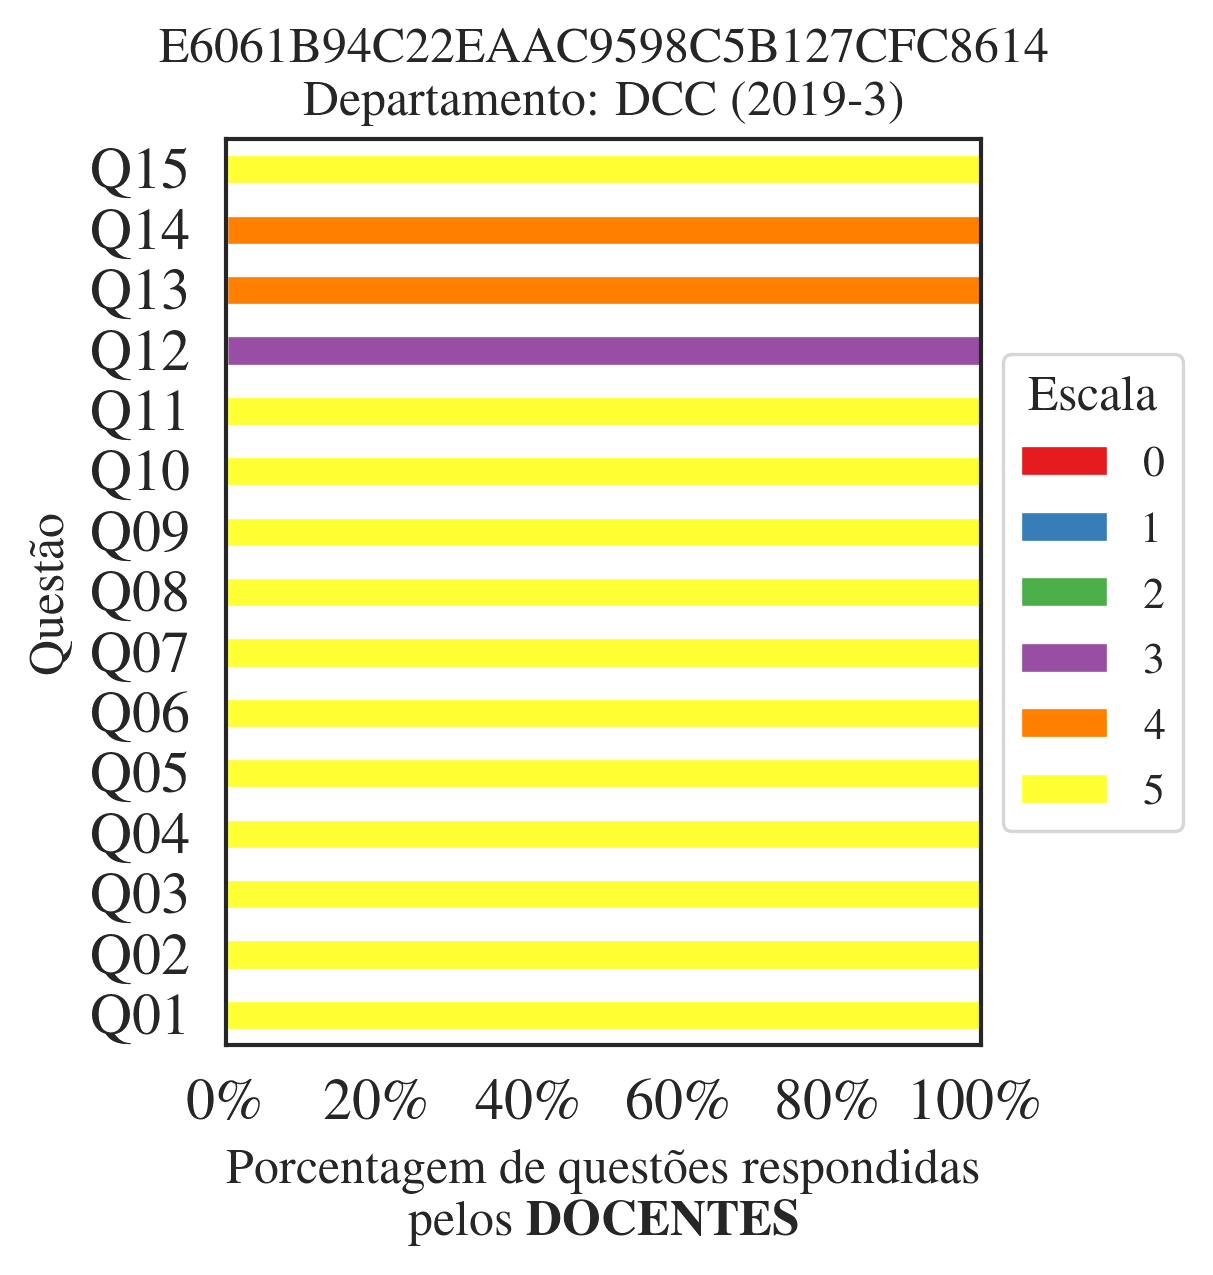 E6061B94C22EAAC9598C5B127CFC8614
Departamento: DCC (2019-3)
Questão
Q15
Q14
Q13
Q12
Q11
Q10
Q09
Q08
Q07
Q06
Q05
Q04
Q03
Q02
Q01
0% 20% 40% 60% 80% 100%
Porcentagem de questões respondidas
pelos DOCENTES
Escala
0
1
2
3
4
5